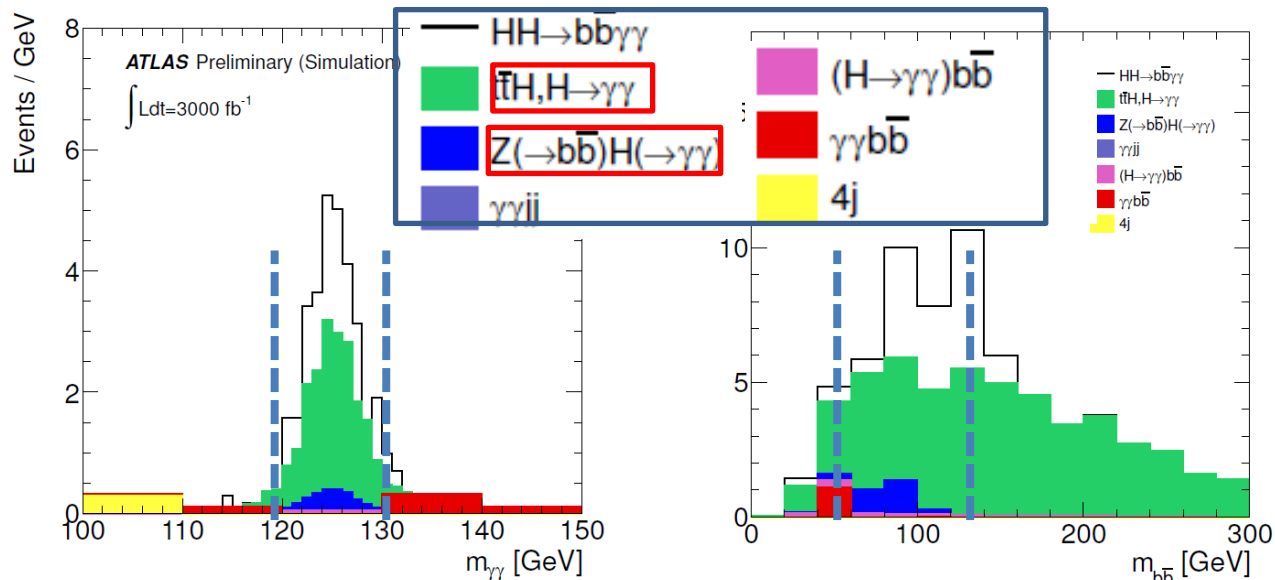 Events / GeV
8
6
4
2
0
ATLAS Preliminary (Simulation)
∫Ldt=3000 fb⁻¹
100
110
120
130
140
150
m_γγ [GeV]
HH→bb̅γγ
tt̅H,H→γγ
Z(→bb̅)H(→γγ)
γγjj
(H→γγ)bb̅
γγbb̅
4j
HH→bb̅γγ
tt̅H,H→γγ
Z(→bb̅)H(→γγ)
γγjj
(H→γγ)bb̅
γγbb̅
4j
10
5
0
0
100
200
300
m_bb̅ [GeV]